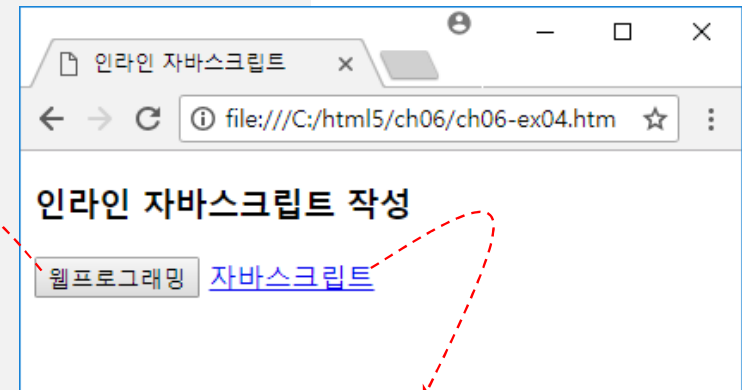 인라인 자바스크립트
file:///C:/html5/ch06/ch06-ex04.htm
인라인 자바스크립트 작성
웹프로그래밍 자바스크립트